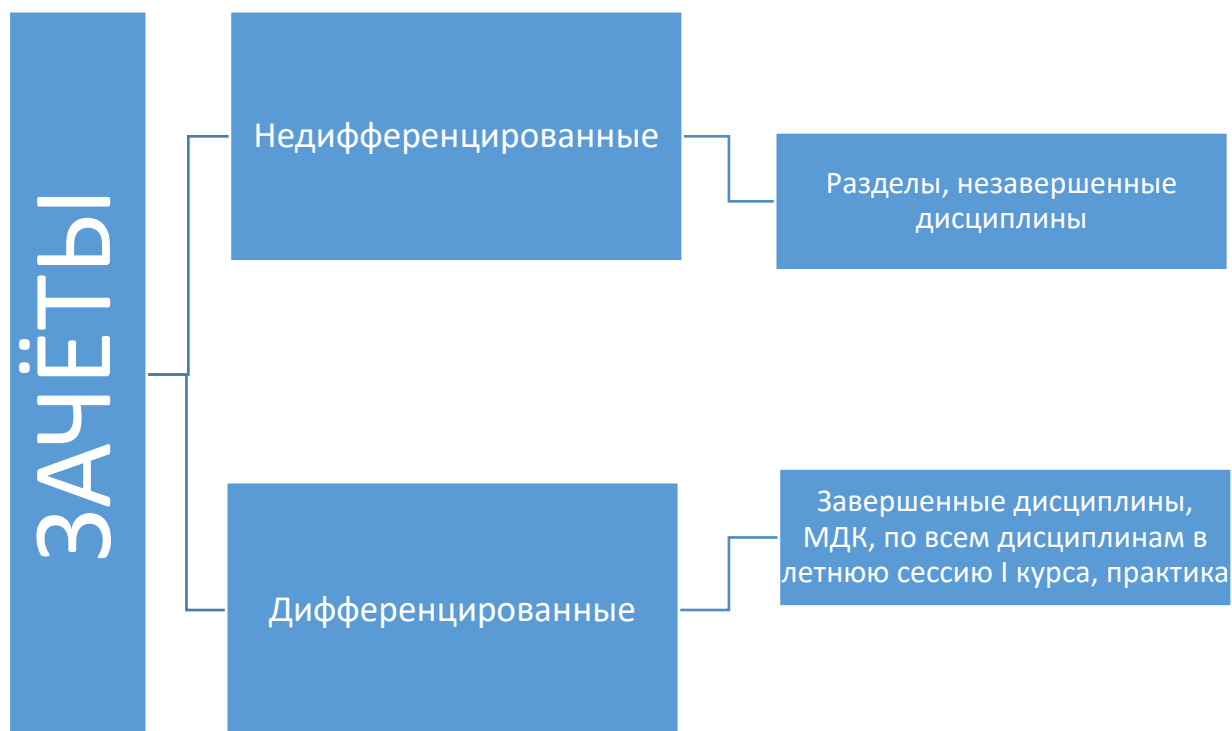 ЗАЧЁТЫ
Недифференцированные
Разделы, незавершенные
дисциплины
Дифференцированные
Завершенные дисциплины,
МДК, по всем дисциплинам в
летнюю сессию I курса, практика